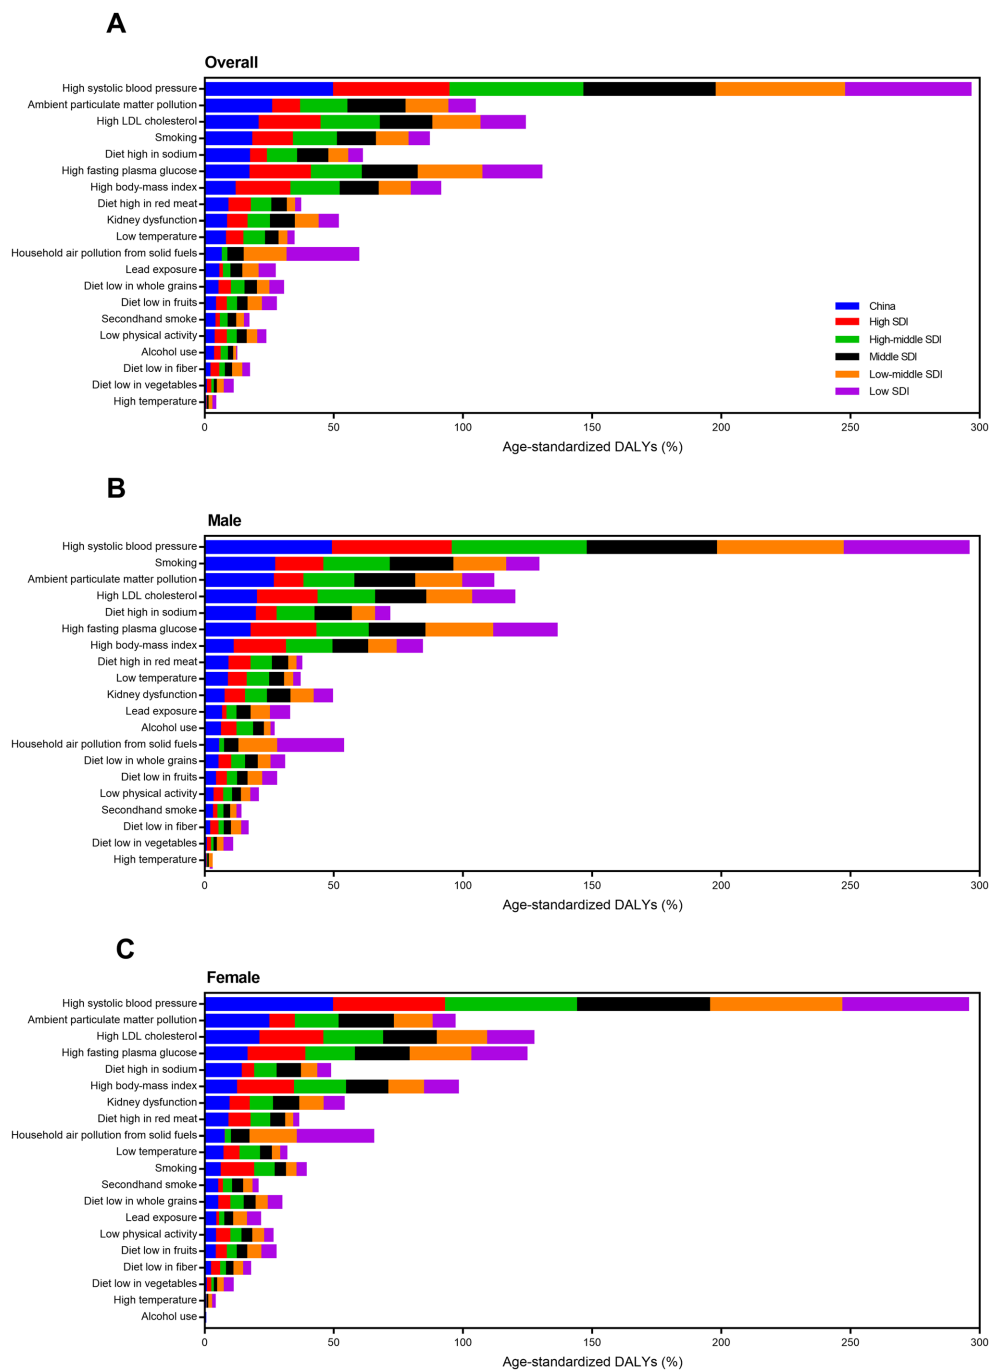 A
Overall
High systolic blood pressure
Ambient particulate matter pollution
High LDL cholesterol
Smoking
Diet high in sodium
High fasting plasma glucose
High body-mass index
Diet high in red meat
Kidney dysfunction
Low temperature
Household air pollution from solid fuels
Lead exposure
Diet low in whole grains
Diet low in fruits
Secondhand smoke
Low physical activity
Alcohol use
Diet low in fiber
Diet low in vegetables
High temperature
China
High SDI
High-middle SDI
Middle SDI
Low-middle SDI
Low SDI
0 50 100 150 200 250 300
Age-standardized DALYs (%)
B
Male
High systolic blood pressure
Smoking
Ambient particulate matter pollution
High LDL cholesterol
Diet high in sodium
High fasting plasma glucose
High body-mass index
Diet high in red meat
Low temperature
Kidney dysfunction
Lead exposure
Alcohol use
Household air pollution from solid fuels
Diet low in whole grains
Diet low in fruits
Low physical activity
Secondhand smoke
Diet low in fiber
Diet low in vegetables
High temperature
0 50 100 150 200 250 300
Age-standardized DALYs (%)
C
Female
High systolic blood pressure
Ambient particulate matter pollution
High LDL cholesterol
High fasting plasma glucose
Diet high in sodium
High body-mass index
Kidney dysfunction
Diet high in red meat
Household air pollution from solid fuels
Low temperature
Smoking
Secondhand smoke
Diet low in whole grains
Lead exposure
Low physical activity
Diet low in fruits
Diet low in fiber
Diet low in vegetables
High temperature
Alcohol use
0 50 100 150 200 250 300
Age-standardized DALYs (%)